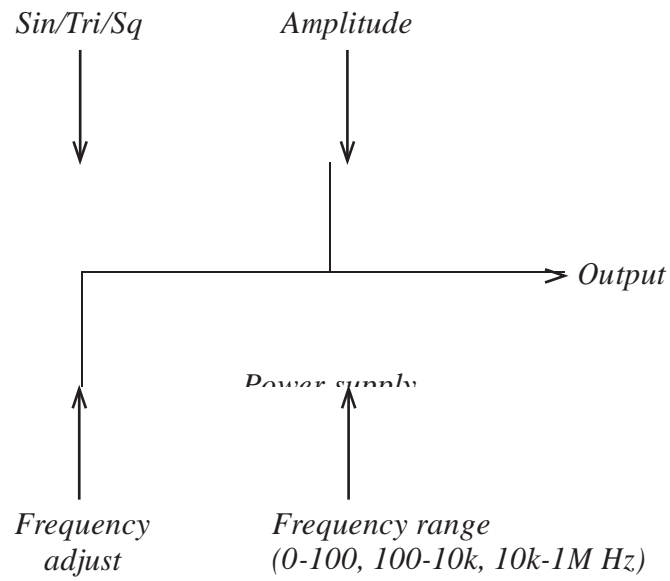 Sin/Tri/Sq
Amplitude
Output
Power supply
Frequency
adjust
Frequency range
(0-100, 100-10k, 10k-1M Hz)